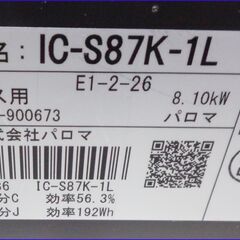 名: IC-S87K-1L
E1-2-26
ス用 8.10kW
-900673 パロマ
式会社パロマ
IC-S87K-1L
分C 効率56.3%
分J 効率192Wh